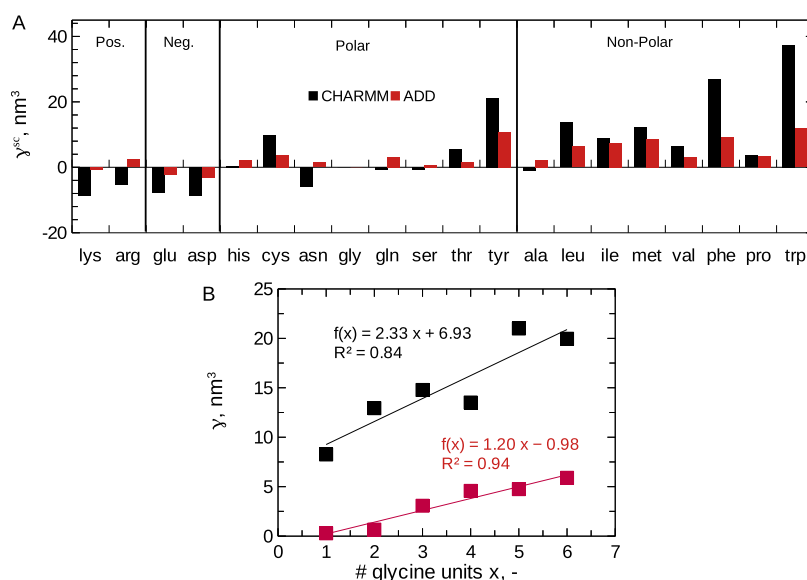 A
Pos. Neg. Polar Non-Polar
CHARMM ADD
γˢᶜ, nm³
40
20
0
-20
lys arg glu asp his cys asn gly gln ser thr tyr ala leu ile met val phe pro trp
B
25
20
15
10
5
0
γ, nm³
f(x) = 2.33 x + 6.93
R² = 0.84
f(x) = 1.20 x − 0.98
R² = 0.94
0 1 2 3 4 5 6 7
# glycine units x, -